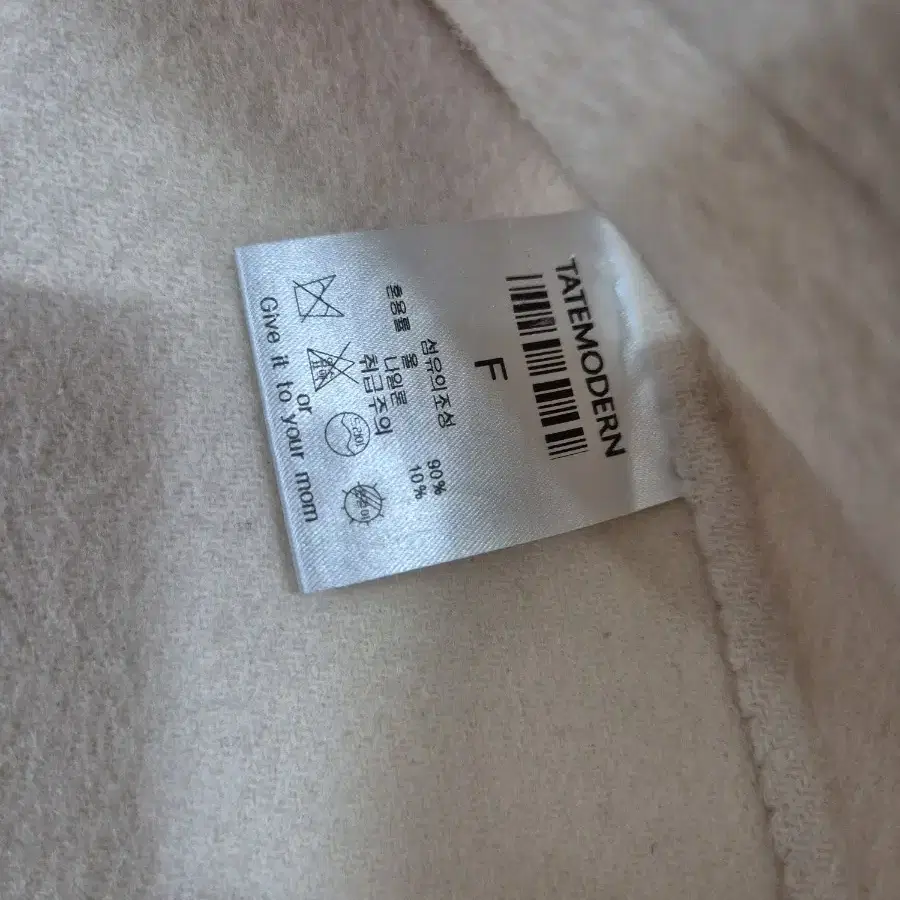 TATEMODERN
F
섬유의조성
혼용률 울 90%
나일론 10%
취급주의
or
Give it to your mom